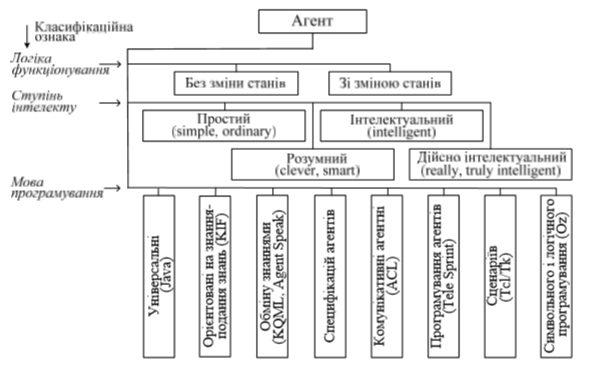 Класифікаційна
ознака
Агент
Логіка
функціонування
Без зміни станів
Зі зміною станів
Ступінь
інтелекту
Простий
(simple, ordinary)
Інтелектуальний
(intelligent)
Розумний
(clever, smart)
Дійсно інтелектуальний
(really, truly intelligent)
Мова
програмування
Універсальні
(Java)
Орієнтовані на знання-
подання знань (KIF)
Обміну знаннями
(KQML, Agent Speak)
Специфікацій агентів
Комунікативні агентні
(ACL)
Програмування агентів
(Tele Sprint)
Сценаріїв
(Tcl/Tk)
Символьного і логічного
програмування (Oz)